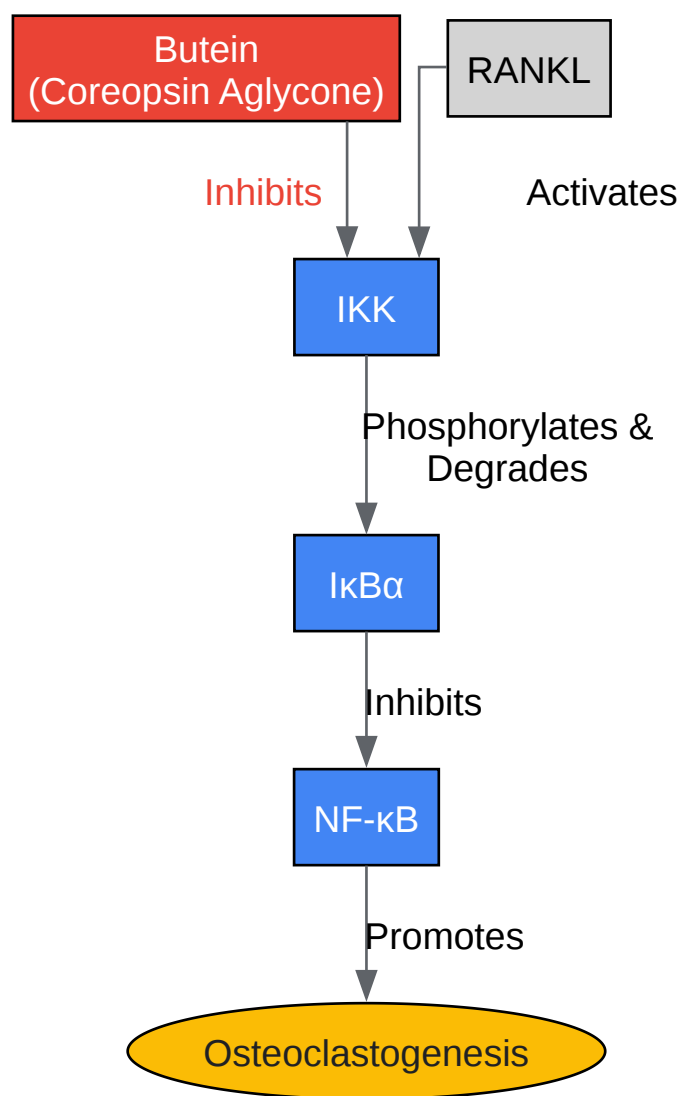 Butein
(Coreopsin Aglycone)
RANKL
Inhibits
Activates
IKK
Phosphorylates &
Degrades
IκBα
Inhibits
NF-κB
Promotes
Osteoclastogenesis